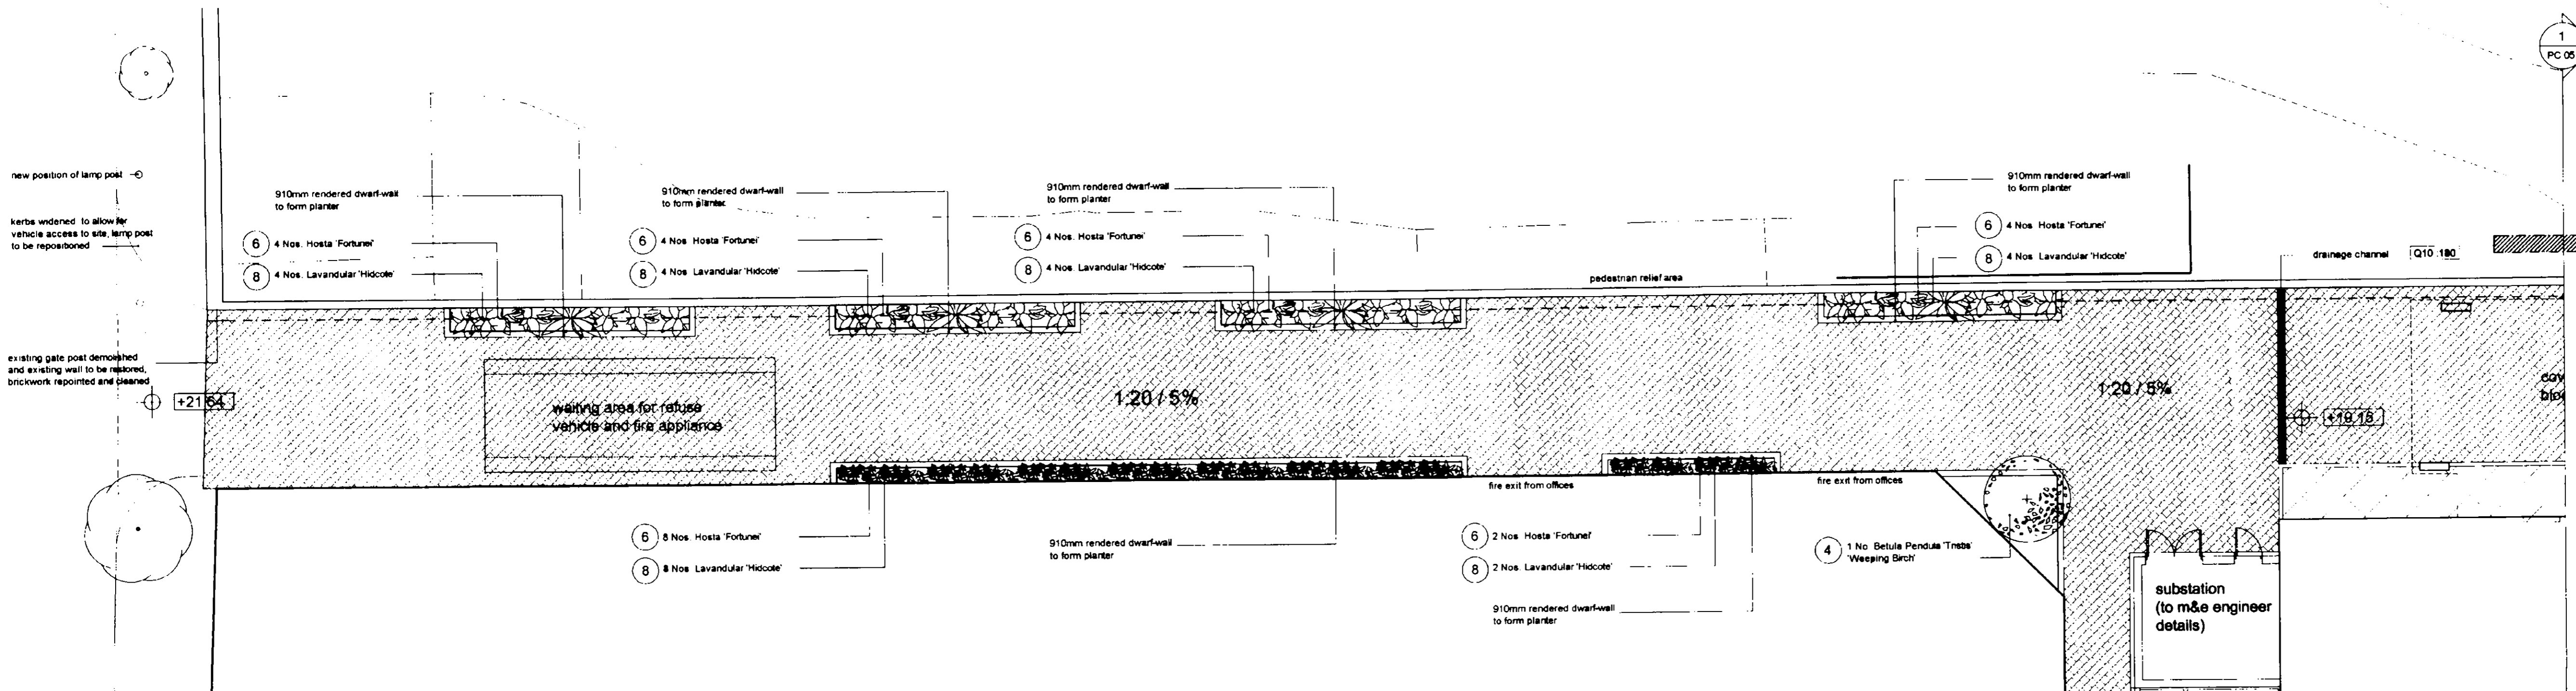 1
PC 05
new position of lamp post
kerbs widened to allow for
vehicle access to site, lamp post
to be repositioned
910mm rendered dwarf-wall
to form planter
6 4 Nos. Hosta 'Fortunei'
8 4 Nos. Lavandular 'Hidcote'
910mm rendered dwarf-wall
to form planter
6 4 Nos Hosta 'Fortunei'
8 4 Nos Lavandular 'Hidcote'
910mm rendered dwarf-wall
to form planter
6 4 Nos. Hosta 'Fortunei'
8 4 Nos. Lavandular 'Hidcote'
910mm rendered dwarf-wall
to form planter
6 4 Nos Hosta 'Fortunei'
8 4 Nos Lavandular 'Hidcote'
drainage channel Q10 180
pedestrian relief area
existing gate post demolished
and existing wall to be restored,
brickwork repointed and cleaned
+21.64
waiting area for refuse
vehicle and fire appliance
1:20 / 5%
1:20 / 5%
+19.15
fire exit from offices
fire exit from offices
6 8 Nos. Hosta 'Fortunei'
8 8 Nos Lavandular 'Hidcote'
910mm rendered dwarf-wall
to form planter
6 2 Nos Hosta 'Fortunei'
8 2 Nos. Lavandular 'Hidcote'
910mm rendered dwarf-wall
to form planter
4 1 No Betula Pendula 'Tristis'
'Weeping Birch'
substation
(to m&e engineer
details)